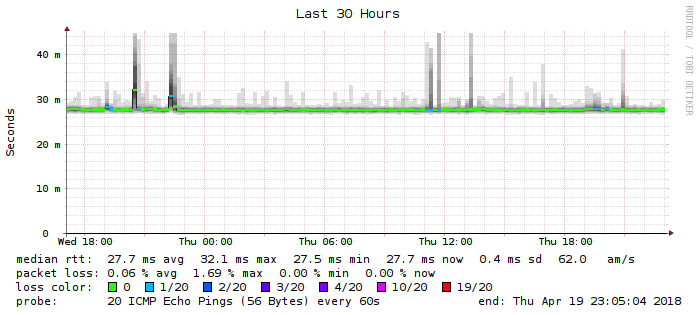 Last 30 Hours
RRDTOOL / TOBI OETIKER
Seconds
40 m
30 m
20 m
10 m
0
Wed 18:00 Thu 00:00 Thu 06:00 Thu 12:00 Thu 18:00
median rtt: 27.7 ms avg 32.1 ms max 27.5 ms min 27.7 ms now 0.4 ms sd 62.0 am/s
packet loss: 0.06 % avg 1.69 % max 0.00 % min 0.00 % now
loss color: 0 1/20 2/20 3/20 4/20 10/20 19/20
probe: 20 ICMP Echo Pings (56 Bytes) every 60s end: Thu Apr 19 23:05:04 2018